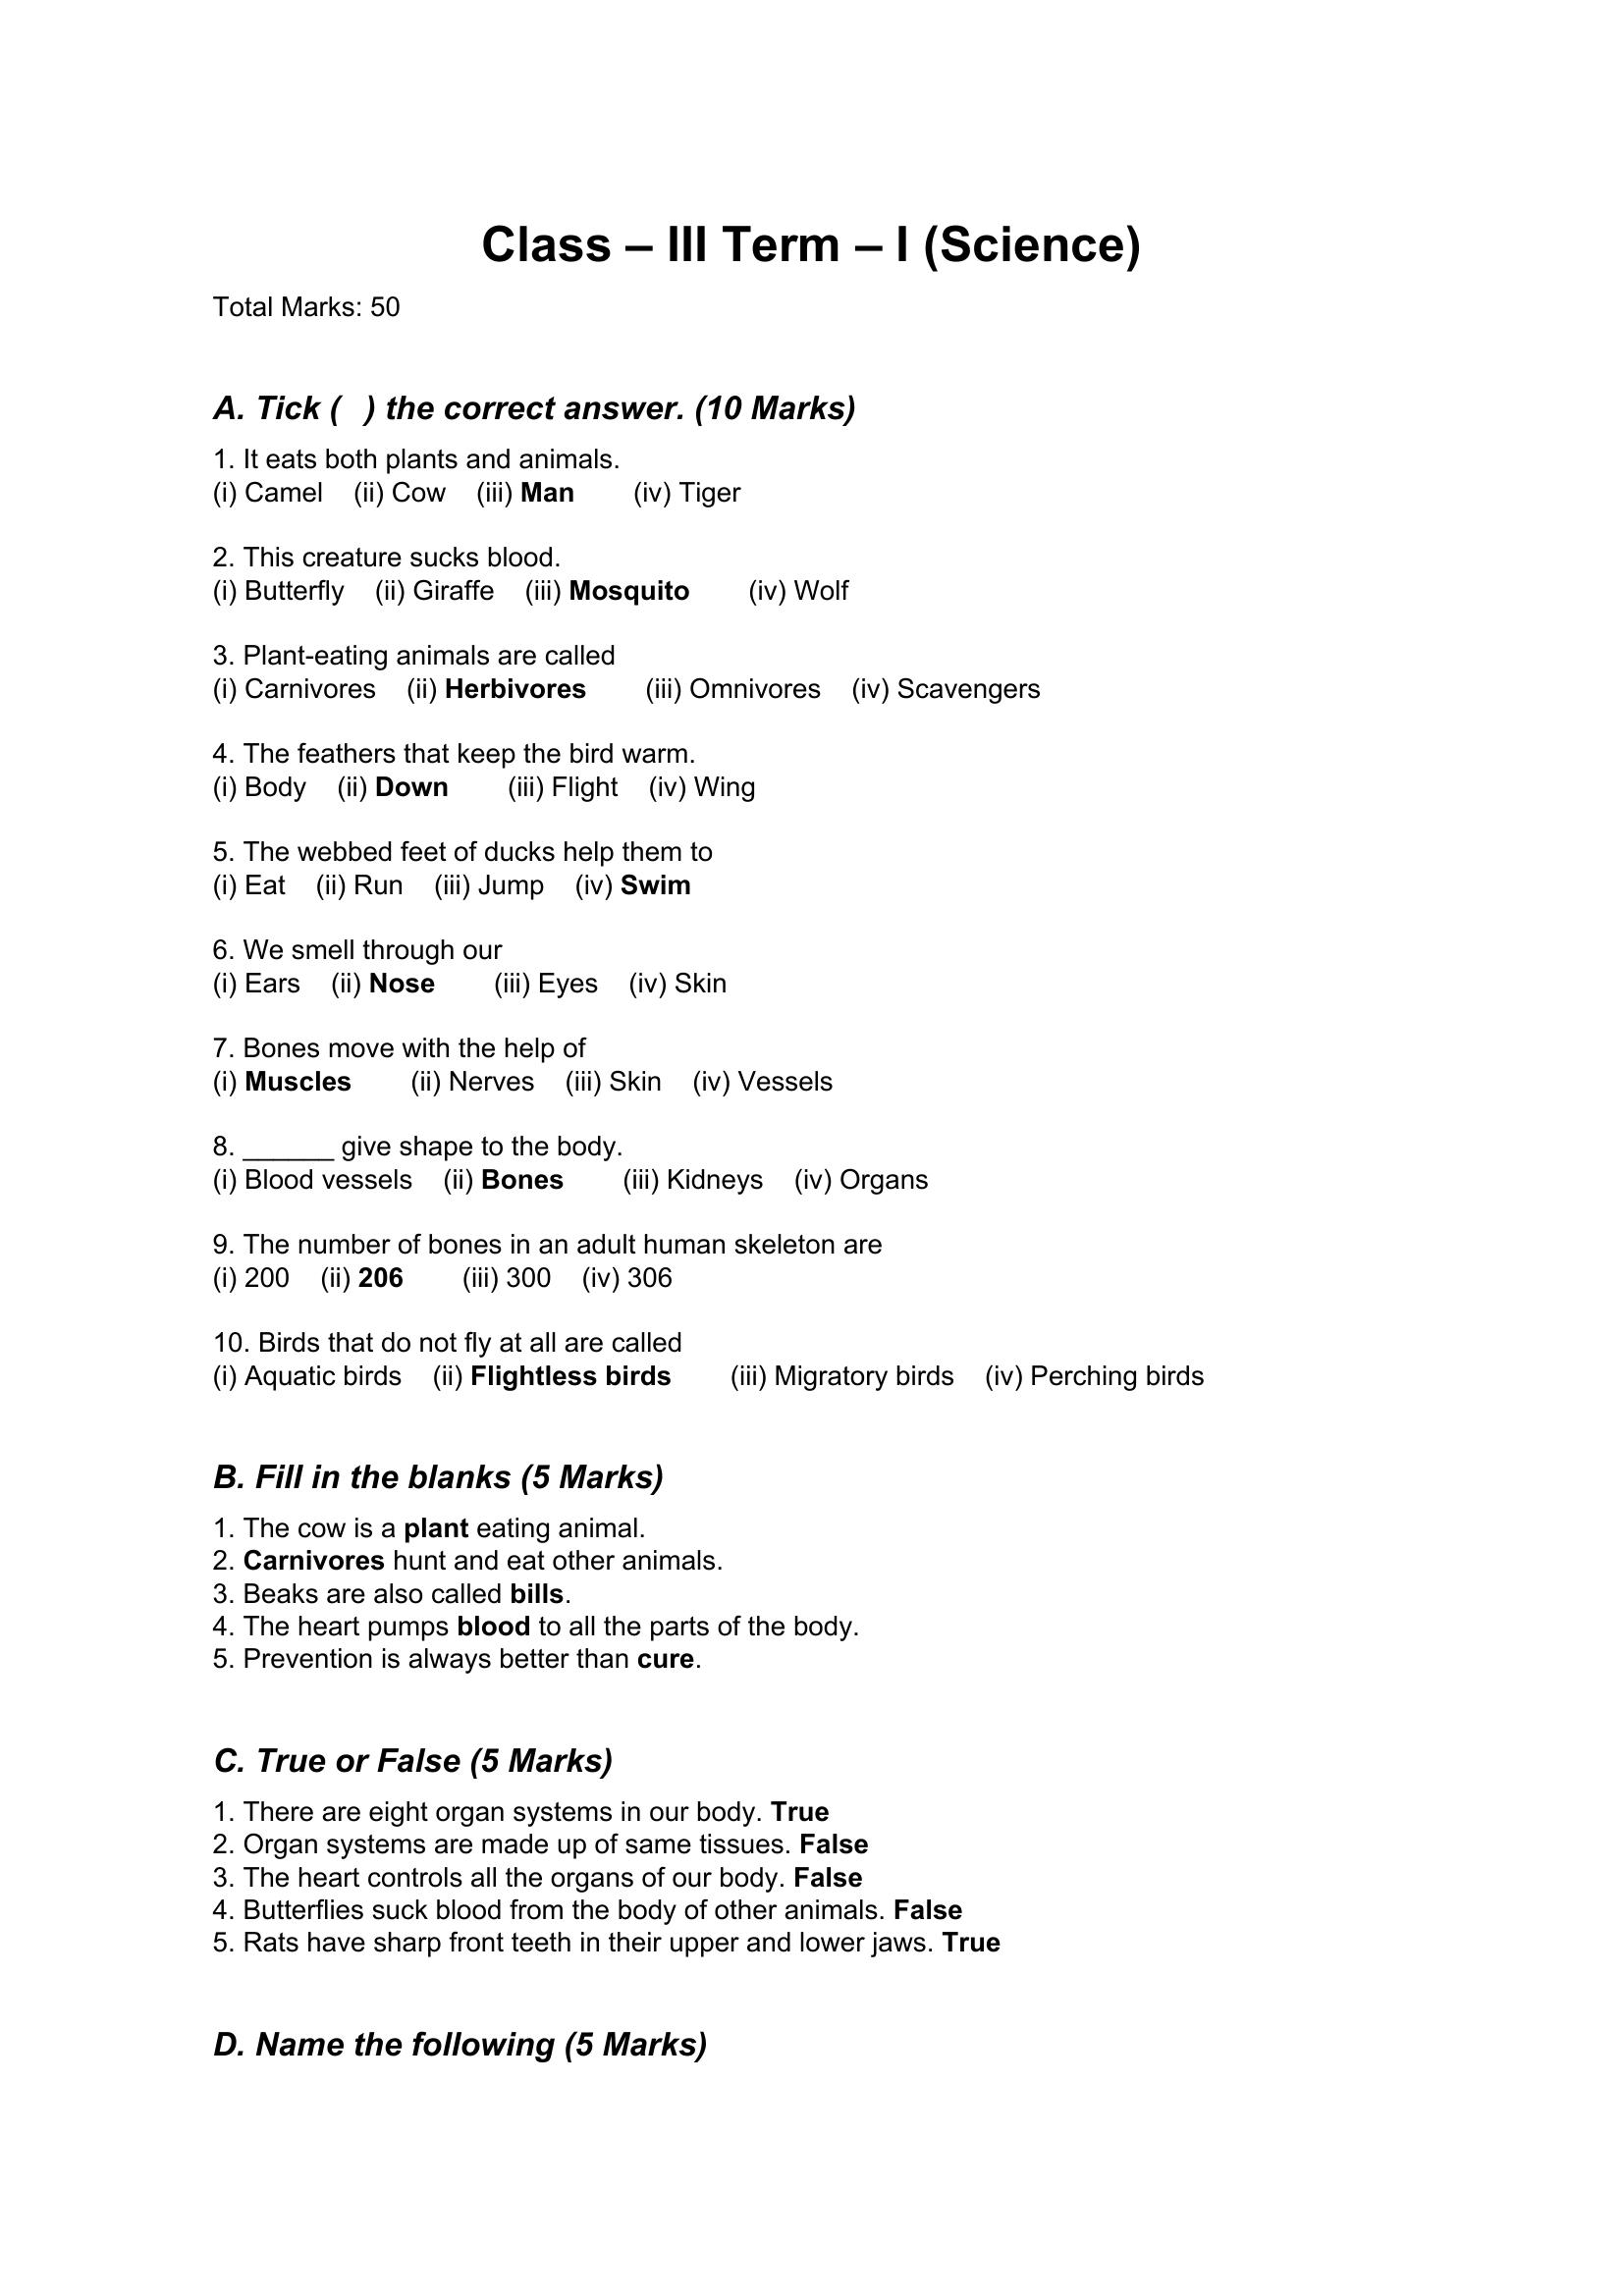 Class – III Term – I (Science)
Total Marks: 50
A. Tick ( ) the correct answer. (10 Marks)
1. It eats both plants and animals.
(i) Camel (ii) Cow (iii) Man (iv) Tiger
2. This creature sucks blood.
(i) Butterfly (ii) Giraffe (iii) Mosquito (iv) Wolf
3. Plant-eating animals are called
(i) Carnivores (ii) Herbivores (iii) Omnivores (iv) Scavengers
4. The feathers that keep the bird warm.
(i) Body (ii) Down (iii) Flight (iv) Wing
5. The webbed feet of ducks help them to
(i) Eat (ii) Run (iii) Jump (iv) Swim
6. We smell through our
(i) Ears (ii) Nose (iii) Eyes (iv) Skin
7. Bones move with the help of
(i) Muscles (ii) Nerves (iii) Skin (iv) Vessels
8. ______ give shape to the body.
(i) Blood vessels (ii) Bones (iii) Kidneys (iv) Organs
9. The number of bones in an adult human skeleton are
(i) 200 (ii) 206 (iii) 300 (iv) 306
10. Birds that do not fly at all are called
(i) Aquatic birds (ii) Flightless birds (iii) Migratory birds (iv) Perching birds
B. Fill in the blanks (5 Marks)
1. The cow is a plant eating animal.
2. Carnivores hunt and eat other animals.
3. Beaks are also called bills.
4. The heart pumps blood to all the parts of the body.
5. Prevention is always better than cure.
C. True or False (5 Marks)
1. There are eight organ systems in our body. True
2. Organ systems are made up of same tissues. False
3. The heart controls all the organs of our body. False
4. Butterflies suck blood from the body of other animals. False
5. Rats have sharp front teeth in their upper and lower jaws. True
D. Name the following (5 Marks)